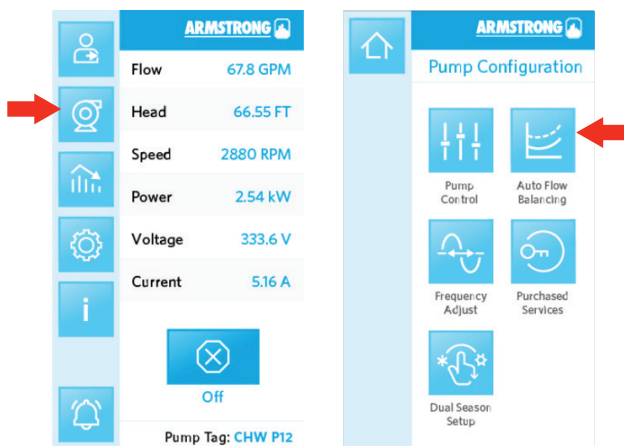 ARMSTRONG
Flow 67.8 GPM
Head 66.55 FT
Speed 2880 RPM
Power 2.54 kW
Voltage 333.6 V
Current 5.16 A
i
Off
Pump Tag: CHW P12
ARMSTRONG
Pump Configuration
Pump
Control
Auto Flow
Balancing
Frequency
Adjust
Purchased
Services
Dual Season
Setup